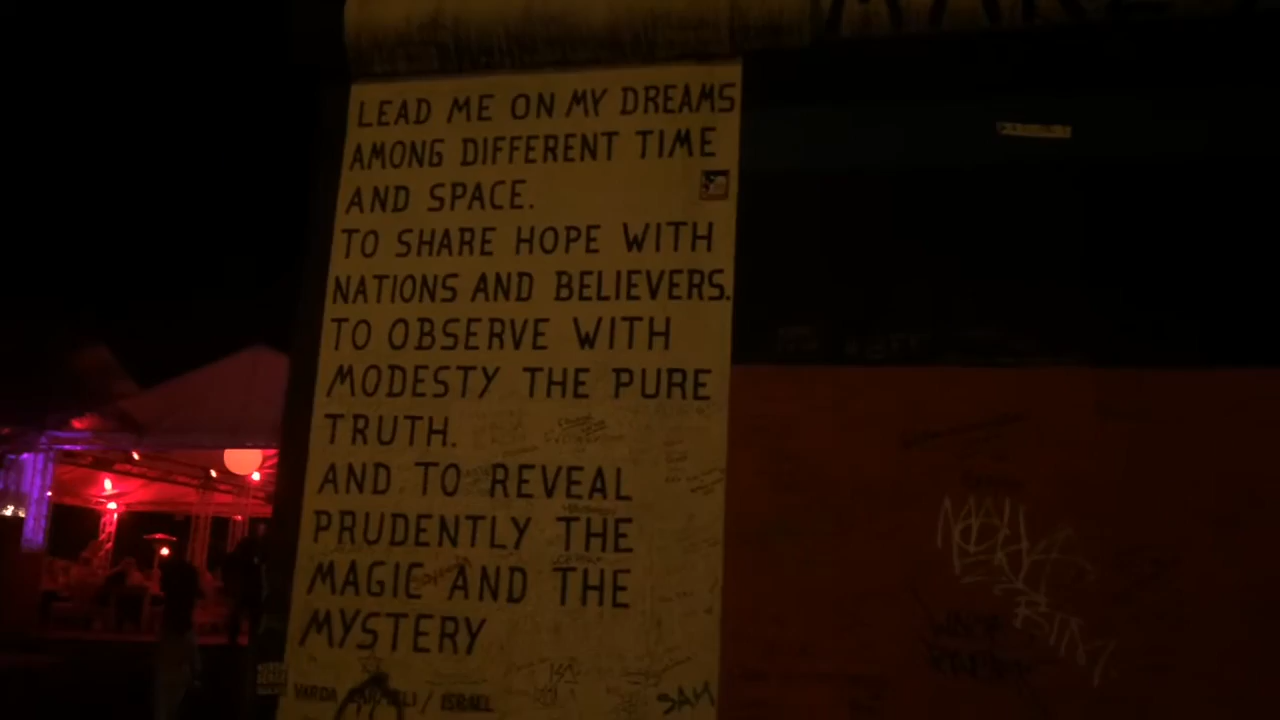 LEAD ME ON MY DREAMS
AMONG DIFFERENT TIME
AND SPACE.
TO SHARE HOPE WITH
NATIONS AND BELIEVERS.
TO OBSERVE WITH
MODESTY THE PURE
TRUTH.
AND TO REVEAL
PRUDENTLY THE
MAGIC AND THE
MYSTERY
VARDA CARMELI / ISRAEL
SAM